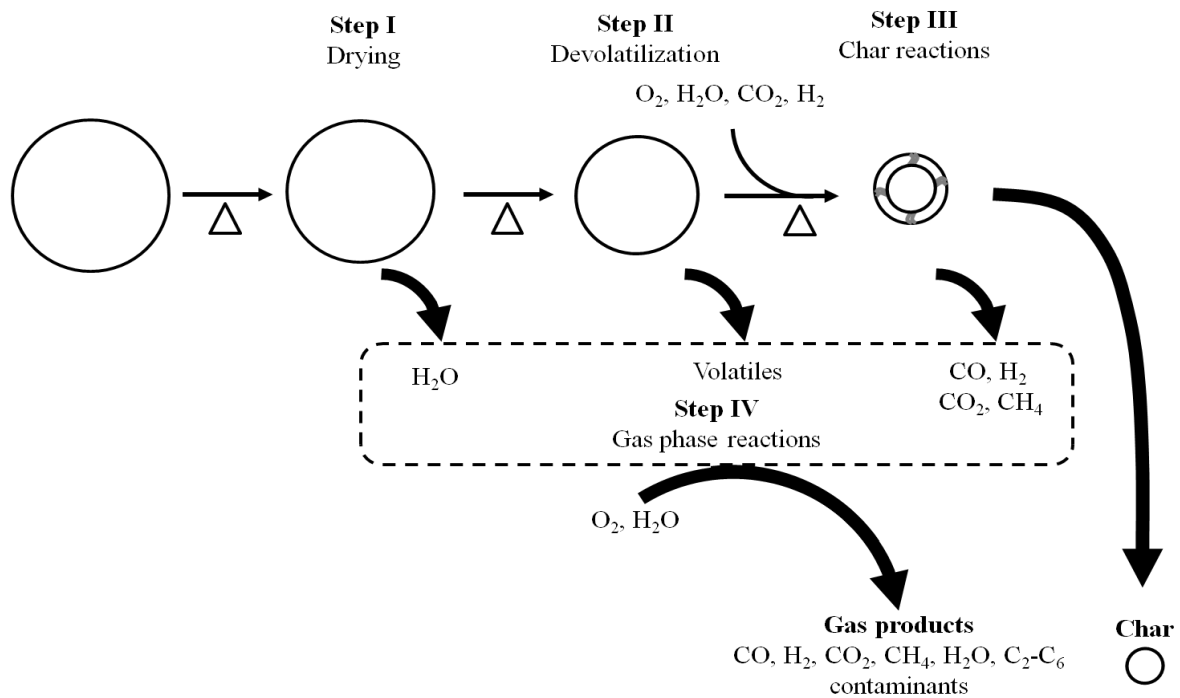 Step I
Drying
Step II
Devolatilization
Step III
Char reactions
O₂, H₂O, CO₂, H₂
H₂O
Volatiles
CO, H₂
CO₂, CH₄
Step IV
Gas phase reactions
O₂, H₂O
Gas products
CO, H₂, CO₂, CH₄, H₂O, C₂-C₆
contaminants
Char